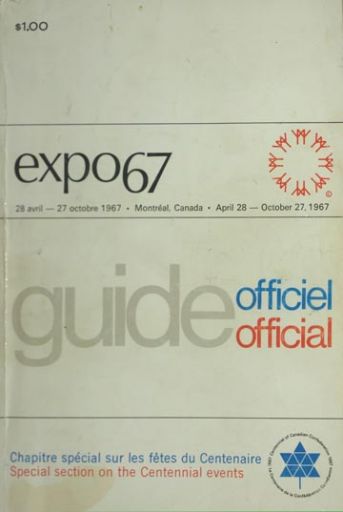 $1.00
expo67
©
28 avril — 27 octobre 1967 • Montréal, Canada • April 28 — October 27, 1967
guide officiel
official
Chapitre spécial sur les fêtes du Centenaire
Special section on the Centennial events